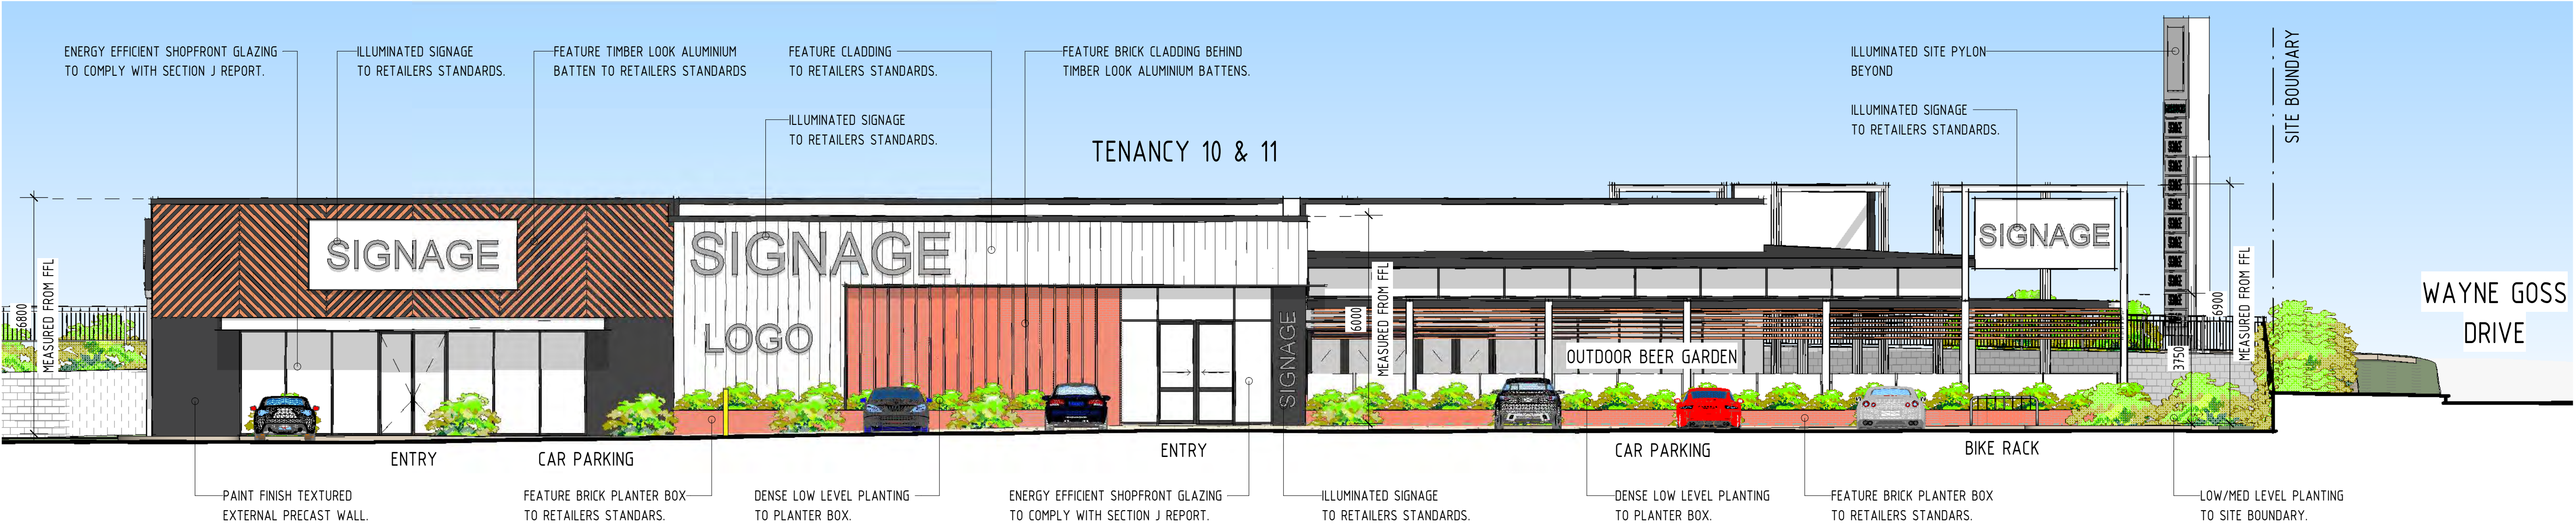 ENERGY EFFICIENT SHOPFRONT GLAZING
TO COMPLY WITH SECTION J REPORT.
ILLUMINATED SIGNAGE
TO RETAILERS STANDARDS.
FEATURE TIMBER LOOK ALUMINIUM
BATTEN TO RETAILERS STANDARDS
FEATURE CLADDING
TO RETAILERS STANDARDS.
FEATURE BRICK CLADDING BEHIND
TIMBER LOOK ALUMINIUM BATTENS.
ILLUMINATED SITE PYLON
BEYOND
SITE BOUNDARY
ILLUMINATED SIGNAGE
TO RETAILERS STANDARDS.
ILLUMINATED SIGNAGE
TO RETAILERS STANDARDS.
TENANCY 10 & 11
SIGNAGE
SIGNAGE
LOGO
SIGNAGE
SIGNAGE
6800
MEASURED FROM FFL
6000
MEASURED FROM FFL
OUTDOOR BEER GARDEN
3750
6900
MEASURED FROM FFL
WAYNE GOSS
DRIVE
ENTRY
CAR PARKING
ENTRY
CAR PARKING
BIKE RACK
PAINT FINISH TEXTURED
EXTERNAL PRECAST WALL.
FEATURE BRICK PLANTER BOX
TO RETAILERS STANDARS.
DENSE LOW LEVEL PLANTING
TO PLANTER BOX.
ENERGY EFFICIENT SHOPFRONT GLAZING
TO COMPLY WITH SECTION J REPORT.
ILLUMINATED SIGNAGE
TO RETAILERS STANDARDS.
DENSE LOW LEVEL PLANTING
TO PLANTER BOX.
FEATURE BRICK PLANTER BOX
TO RETAILERS STANDARS.
LOW/MED LEVEL PLANTING
TO SITE BOUNDARY.